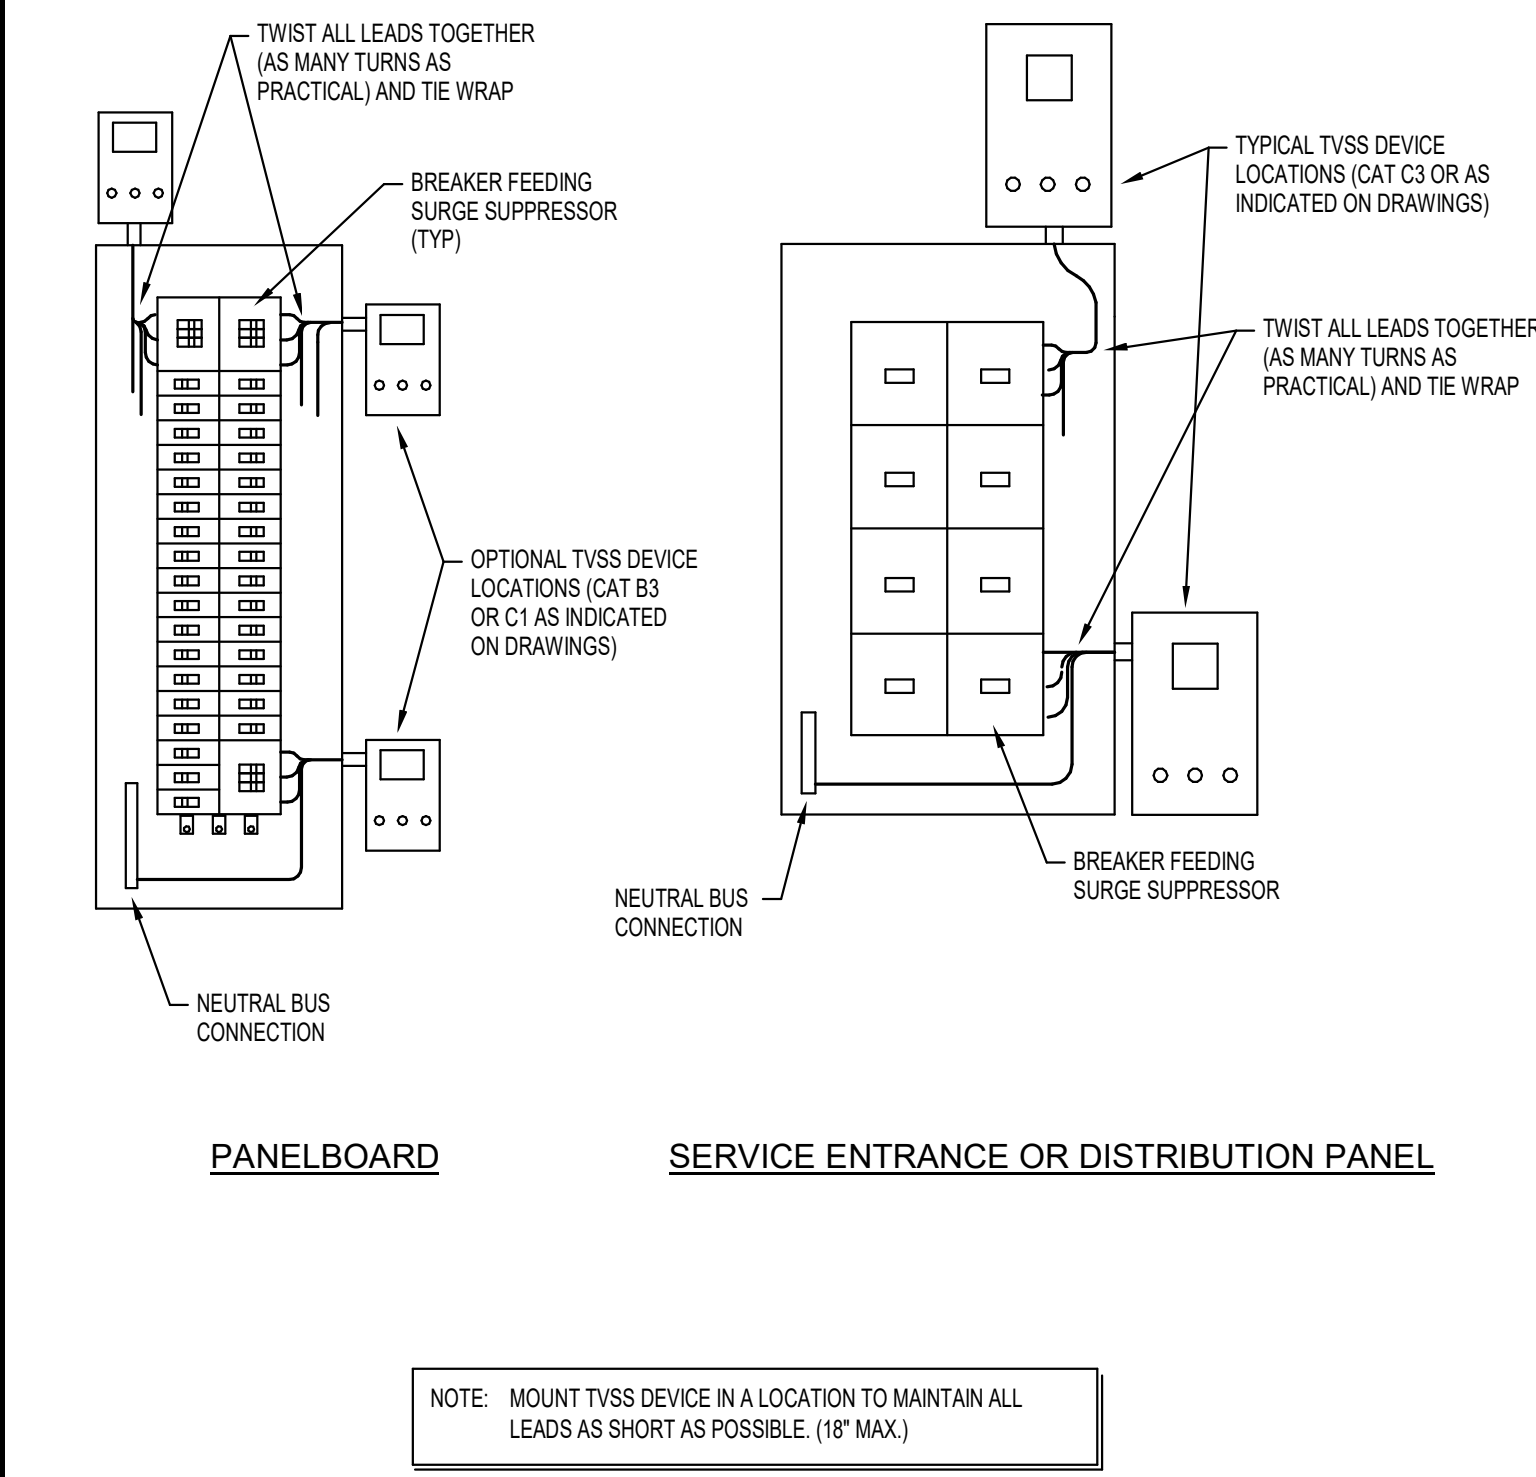 TWIST ALL LEADS TOGETHER
(AS MANY TURNS AS
PRACTICAL) AND TIE WRAP
BREAKER FEEDING
SURGE SUPPRESSOR
(TYP)
OPTIONAL TVSS DEVICE
LOCATIONS (CAT B3
OR C1 AS INDICATED
ON DRAWINGS)
NEUTRAL BUS
CONNECTION
PANELBOARD
TYPICAL TVSS DEVICE
LOCATIONS (CAT C3 OR AS
INDICATED ON DRAWINGS)
TWIST ALL LEADS TOGETHER
(AS MANY TURNS AS
PRACTICAL) AND TIE WRAP
BREAKER FEEDING
SURGE SUPPRESSOR
NEUTRAL BUS
CONNECTION
SERVICE ENTRANCE OR DISTRIBUTION PANEL
NOTE: MOUNT TVSS DEVICE IN A LOCATION TO MAINTAIN ALL
LEADS AS SHORT AS POSSIBLE. (18" MAX.)